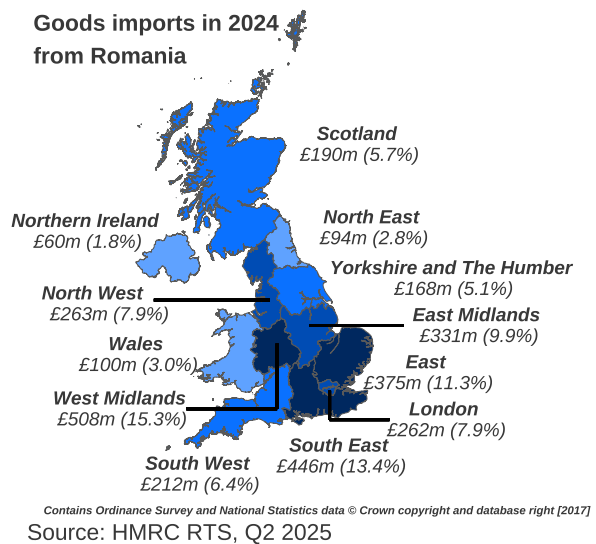 Goods imports in 2024
from Romania
Scotland
£190m (5.7%)
Northern Ireland
£60m (1.8%)
North East
£94m (2.8%)
Yorkshire and The Humber
£168m (5.1%)
North West
£263m (7.9%)
East Midlands
£331m (9.9%)
Wales
£100m (3.0%)
East
£375m (11.3%)
West Midlands
£508m (15.3%)
London
£262m (7.9%)
South East
£446m (13.4%)
South West
£212m (6.4%)
Contains Ordinance Survey and National Statistics data © Crown copyright and database right [2017]
Source: HMRC RTS, Q2 2025